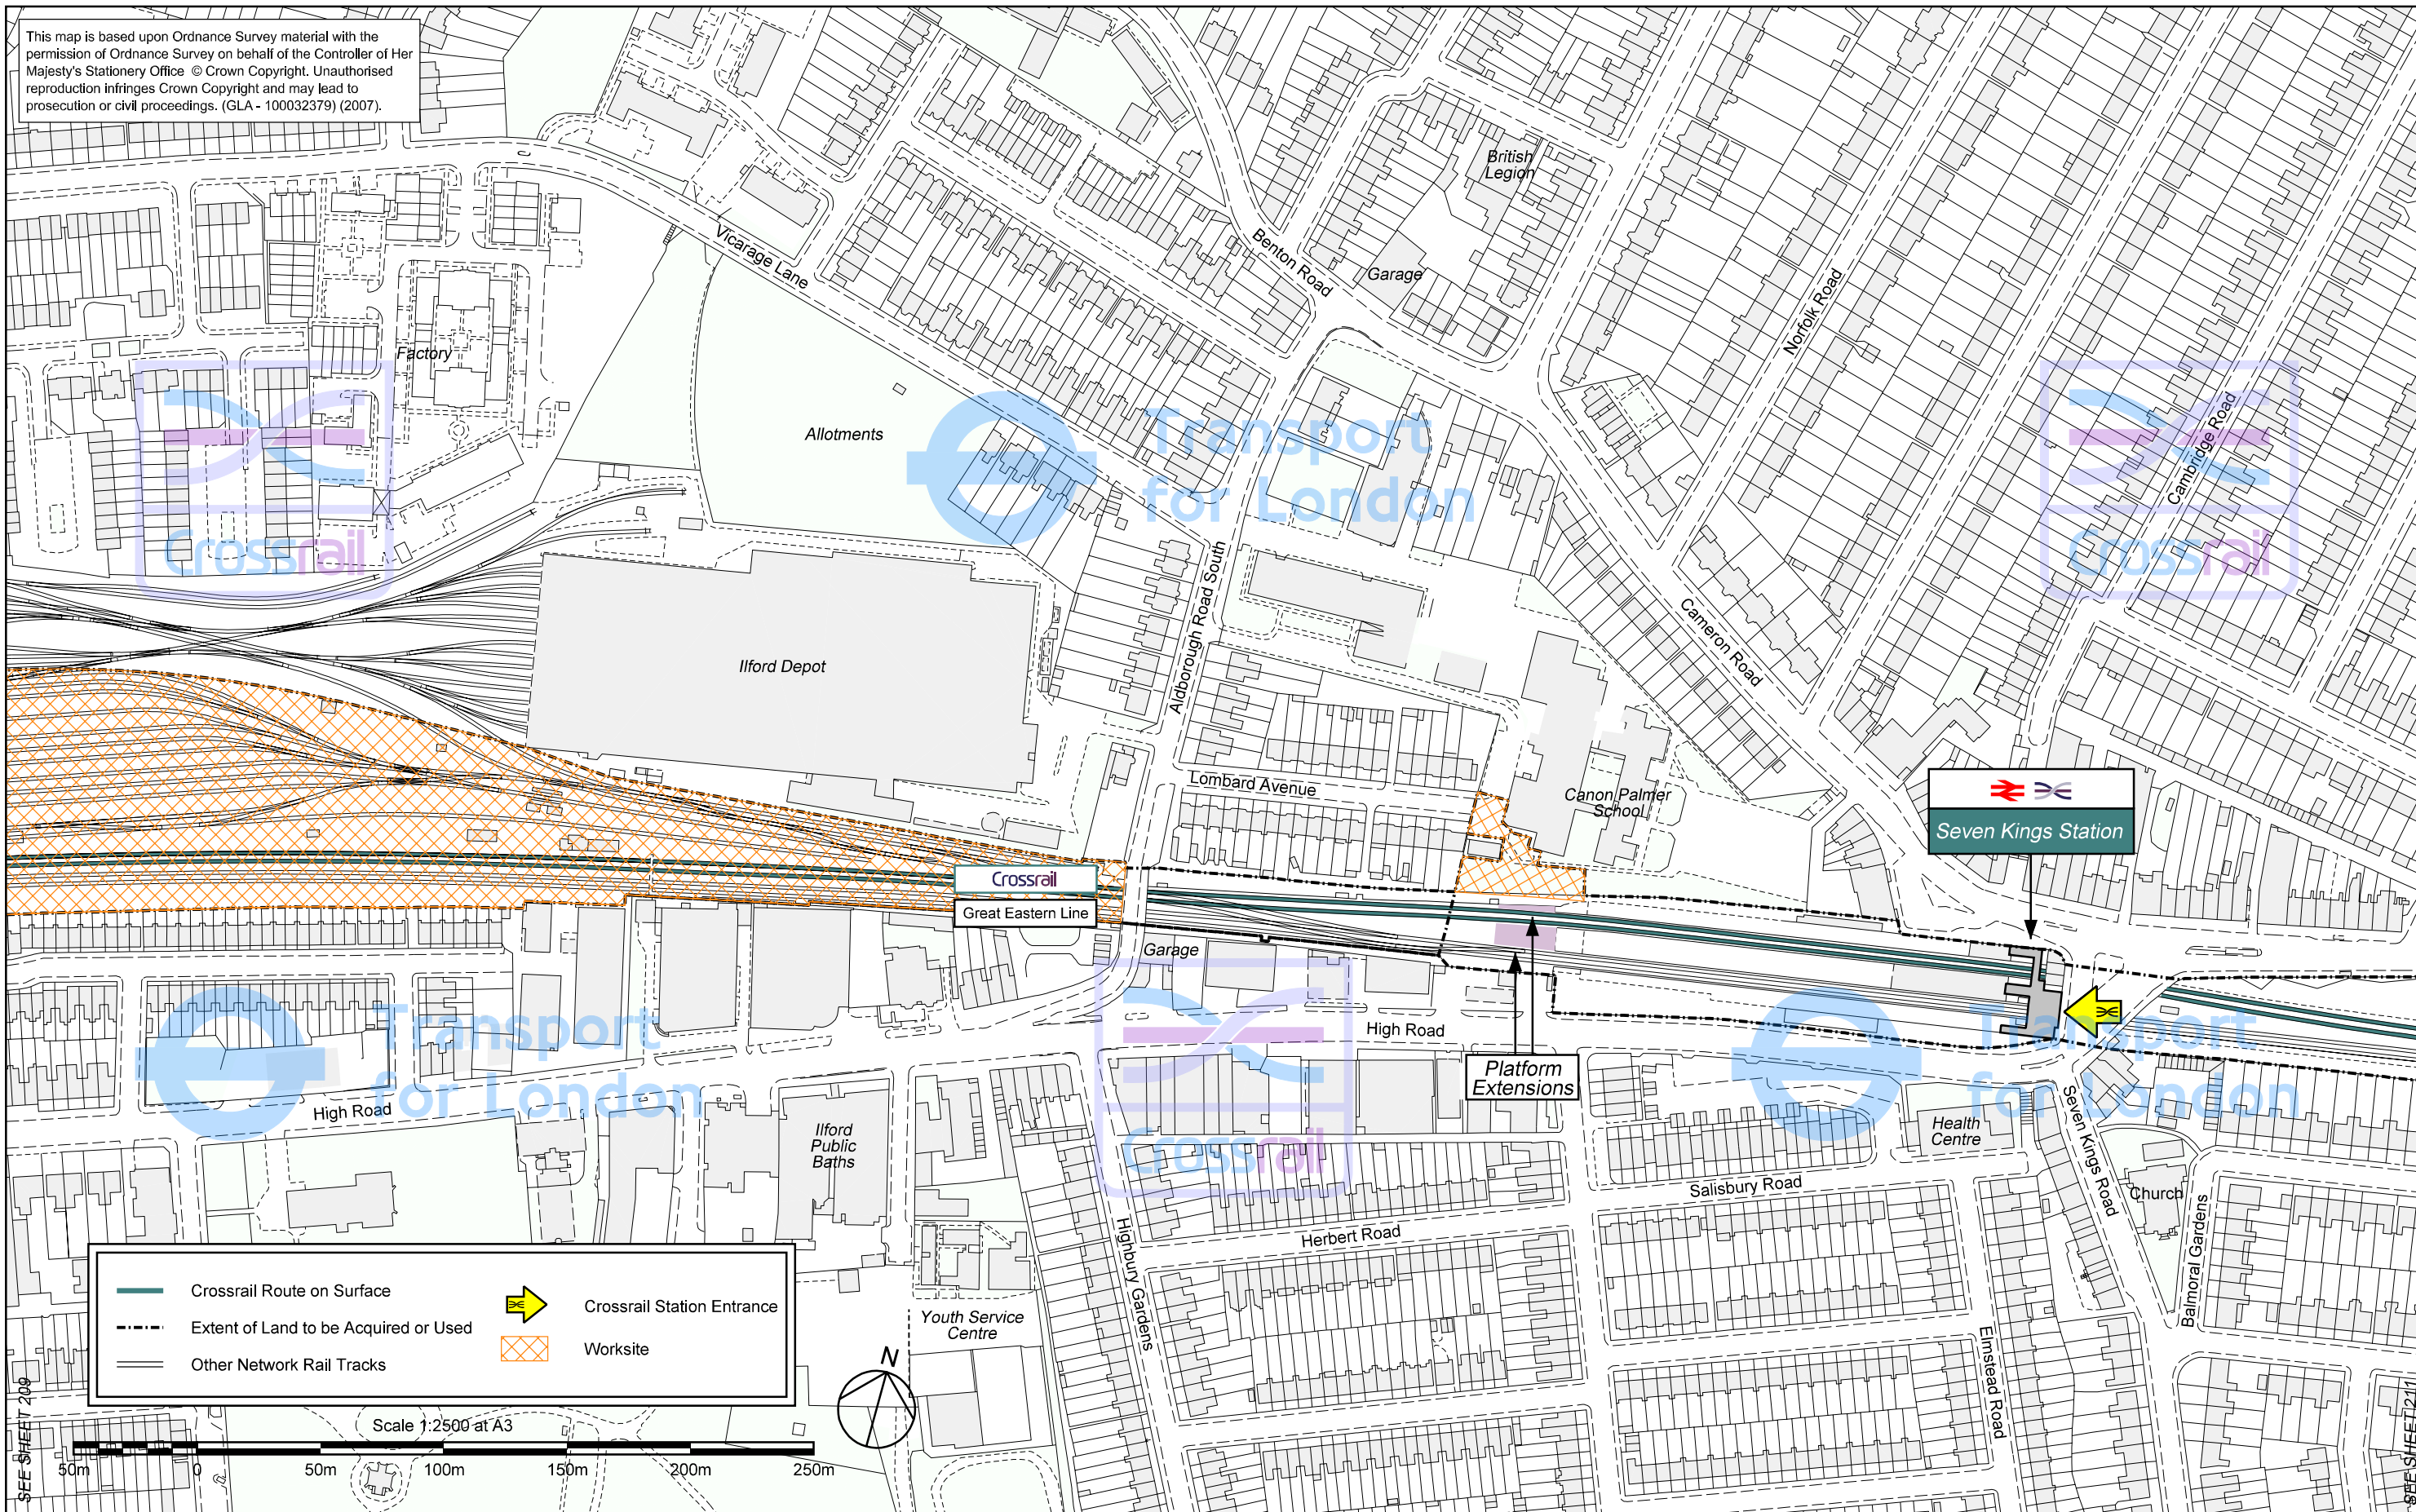 This map is based upon Ordnance Survey material with the
permission of Ordnance Survey on behalf of the Controller of Her
Majesty's Stationery Office © Crown Copyright. Unauthorised
reproduction infringes Crown Copyright and may lead to
prosecution or civil proceedings. (GLA - 100032379) (2007).
British
Legion
Vicarage Lane
Benton Road
Garage
Norfolk Road
Factory
Allotments
Transport
for London
Cambridge Road
Crossrail
Crossrail
Aldborough Road South
Cameron Road
Ilford Depot
Lombard Avenue
Canon Palmer
School
Seven Kings Station
Crossrail
Great Eastern Line
Garage
High Road
Transport
for London
Platform
Extensions
Transport
for London
High Road
Ilford
Public
Baths
Crossrail
Health
Centre
Seven Kings Road
Salisbury Road
Church
Balmoral Gardens
Herbert Road
Highbury Gardens
Youth Service
Centre
Elmstead Road
Crossrail Route on Surface
Extent of Land to be Acquired or Used
Other Network Rail Tracks
Crossrail Station Entrance
Worksite
N
Scale 1:2500 at A3
50m 0 50m 100m 150m 200m 250m
SEE SHEET 209
SEE SHEET 211